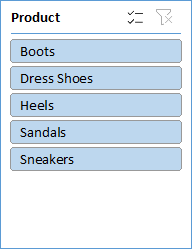 Product
Boots
Dress Shoes
Heels
Sandals
Sneakers